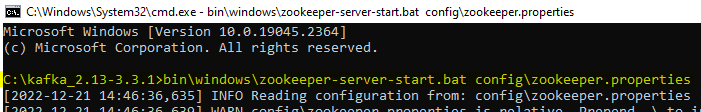 C:\Windows\System32\cmd.exe - bin\windows\zookeeper-server-start.bat  config\zookeeper.properties
Microsoft Windows [Version 10.0.19045.2364]
(c) Microsoft Corporation. All rights reserved.
C:\kafka_2.13-3.3.1>bin\windows\zookeeper-server-start.bat config\zookeeper.properties
[2022-12-21 14:46:36,635] INFO Reading configuration from: config\zookeeper.properties
[2022-12-21 14:46:36,639] WARN config\zookeeper.properties is relative. Prepend .\ to